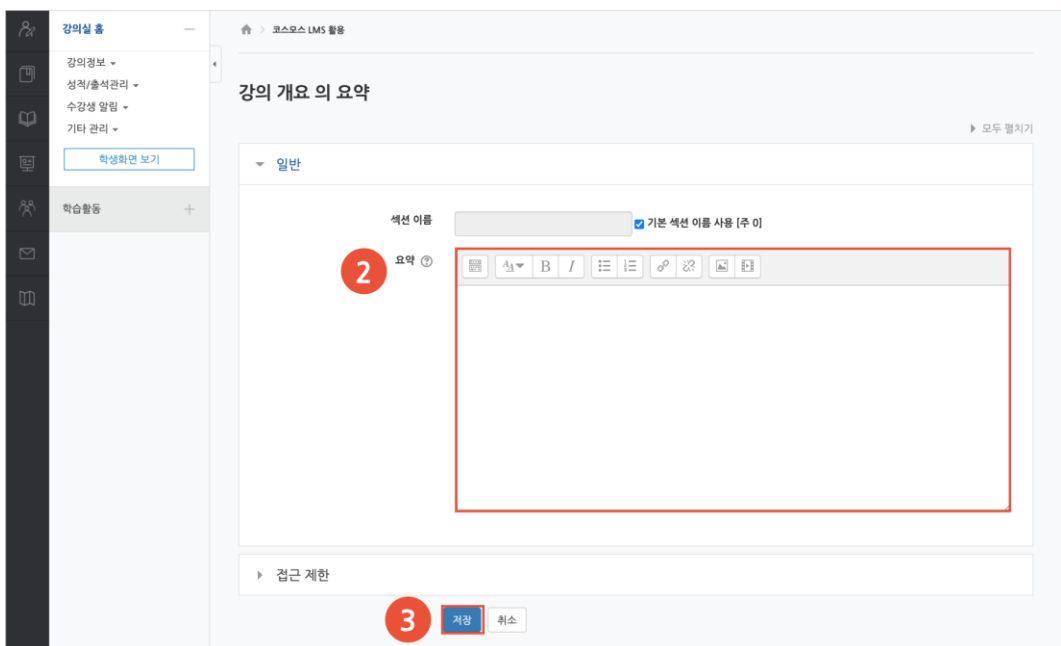 강의실 홈
코스모스 LMS 활용
강의정보
성적/출석관리
수강생 알림
기타 관리
학생화면 보기
학습활동
강의 개요 의 요약
모두 펼치기
일반
섹션 이름
기본 섹션 이름 사용 [주 0]
2
요약
B I
접근 제한
3
저장 취소